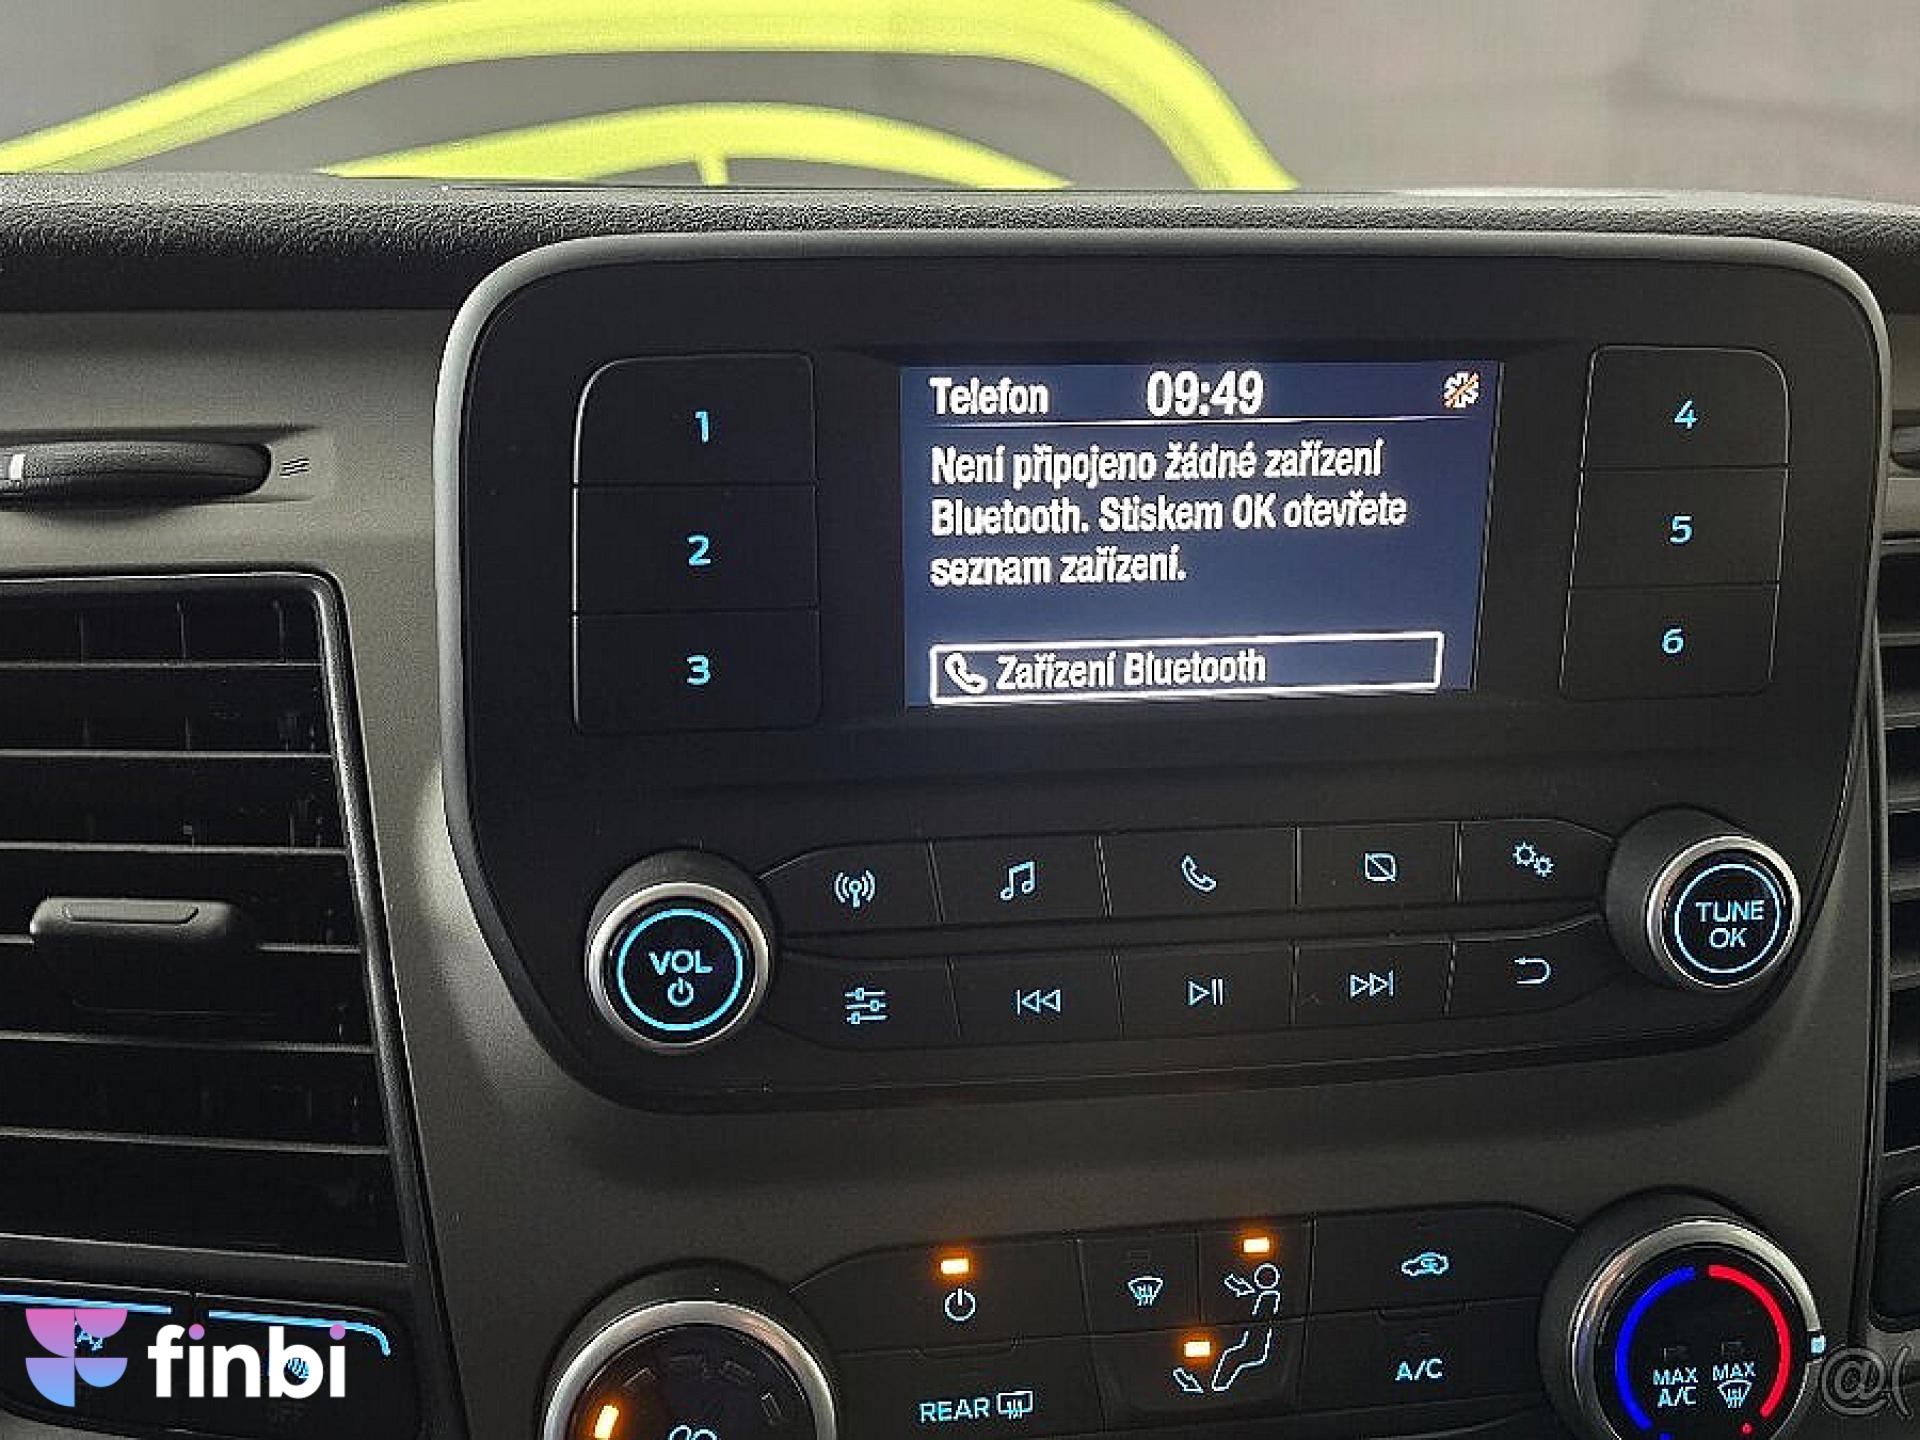 Telefon 09:49
Není připojeno žádné zařízení
Bluetooth. Stiskem OK otevřete
seznam zařízení.
Zařízení Bluetooth
1
2
3
4
5
6
VOL
TUNE
OK
REAR
A/C
MAX
A/C
MAX
finbi
@(